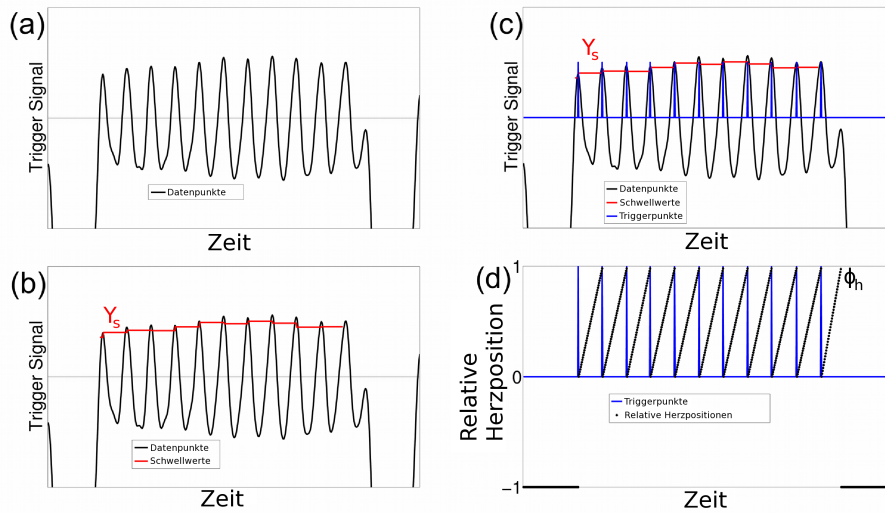 (a)
Trigger Signal
Datenpunkte
Zeit
(b)
Ys
Trigger Signal
Datenpunkte
Schwellwerte
Zeit
(c)
Ys
Trigger Signal
Datenpunkte
Schwellwerte
Triggerpunkte
Zeit
(d)
1
ϕh
Relative
Herzposition
0
Triggerpunkte
Relative Herzpositionen
−1
Zeit